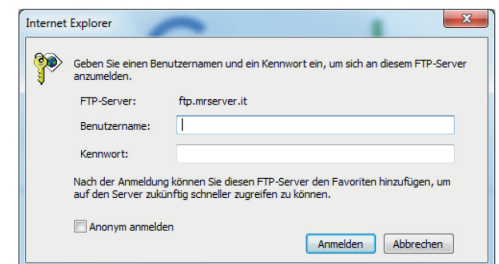 Internet Explorer
Geben Sie einen Benutzernamen und ein Kennwort ein, um sich an diesem FTP-Server
anzumelden.
FTP-Server: ftp.mrserver.it
Benutzername:
Kennwort:
Nach der Anmeldung können Sie diesen FTP-Server den Favoriten hinzufügen, um
auf den Server zukünftig schneller zugreifen zu können.
Anonym anmelden
Anmelden Abbrechen